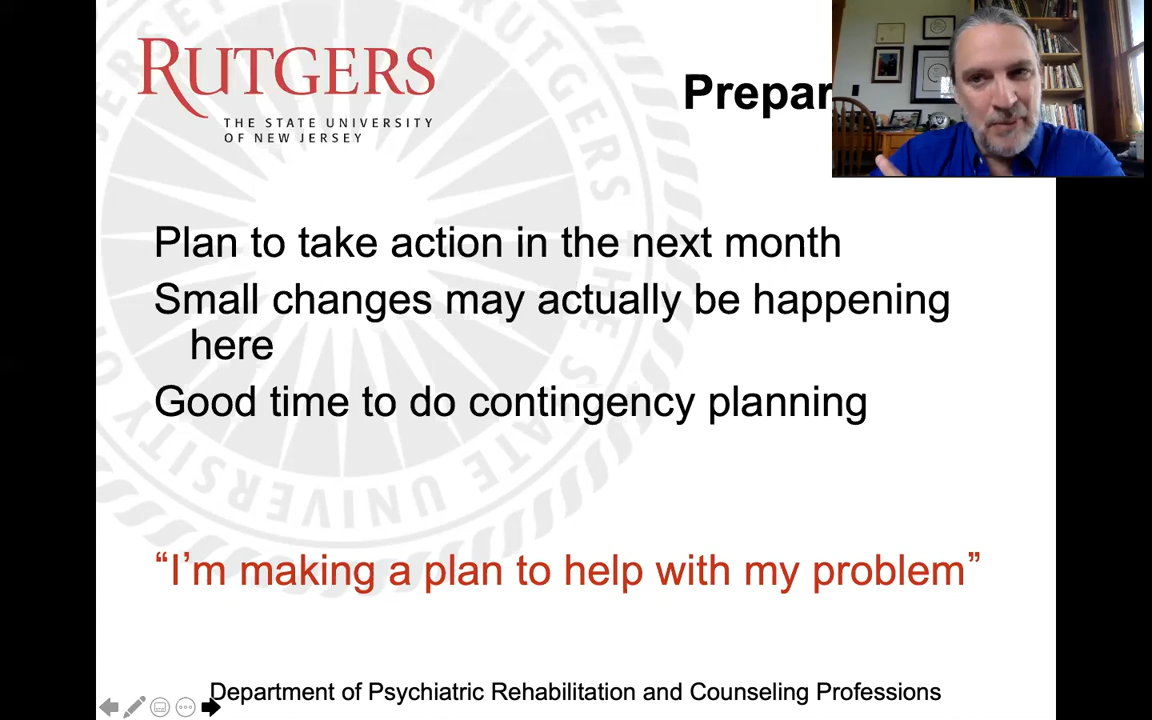 RUTGERS
THE STATE UNIVERSITY
OF NEW JERSEY
Plan to take action in the next month
Small changes may actually be happening
here
Good time to do contingency planning
“I’m making a plan to help with my problem”
Department of Psychiatric Rehabilitation and Counseling Professions